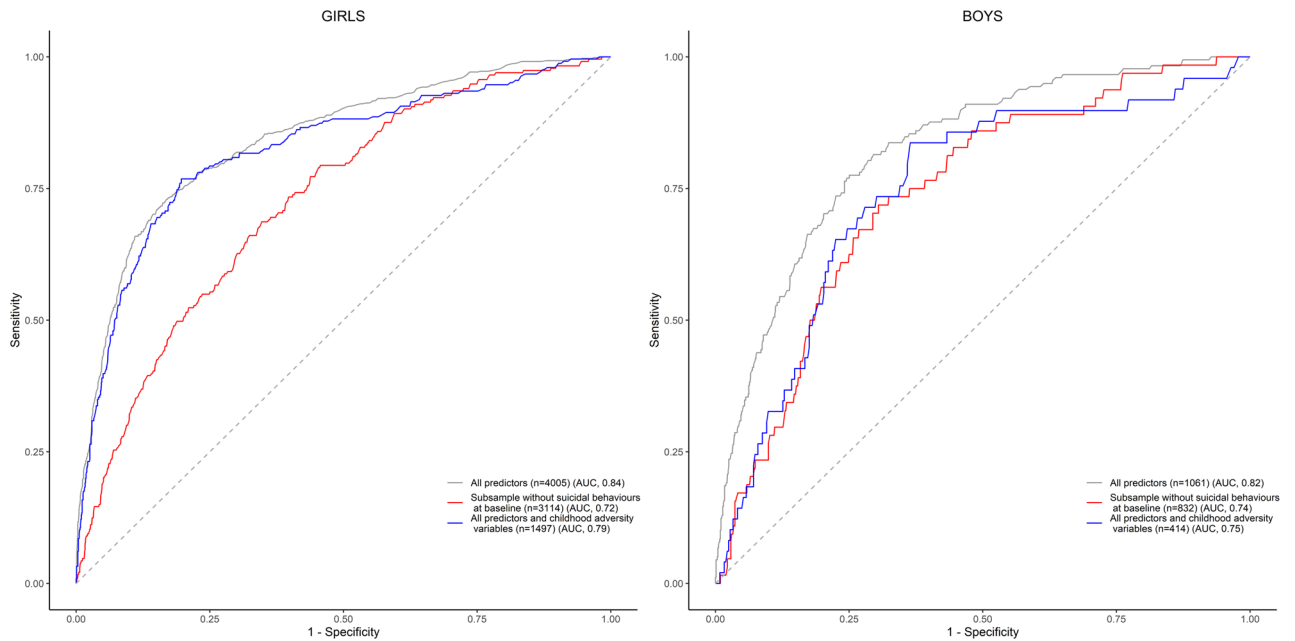 GIRLS
1.00
0.75
0.50
0.25
0.00
Sensitivity
All predictors (n=4005) (AUC, 0.84)
Subsample without suicidal behaviours
at baseline (n=3114) (AUC, 0.72)
All predictors and childhood adversity
variables (n=1497) (AUC, 0.79)
0.00 0.25 0.50 0.75 1.00
1 - Specificity
BOYS
1.00
0.75
0.50
0.25
0.00
Sensitivity
All predictors (n=1061) (AUC, 0.82)
Subsample without suicidal behaviours
at baseline (n=832) (AUC, 0.74)
All predictors and childhood adversity
variables (n=414) (AUC, 0.75)
0.00 0.25 0.50 0.75 1.00
1 - Specificity